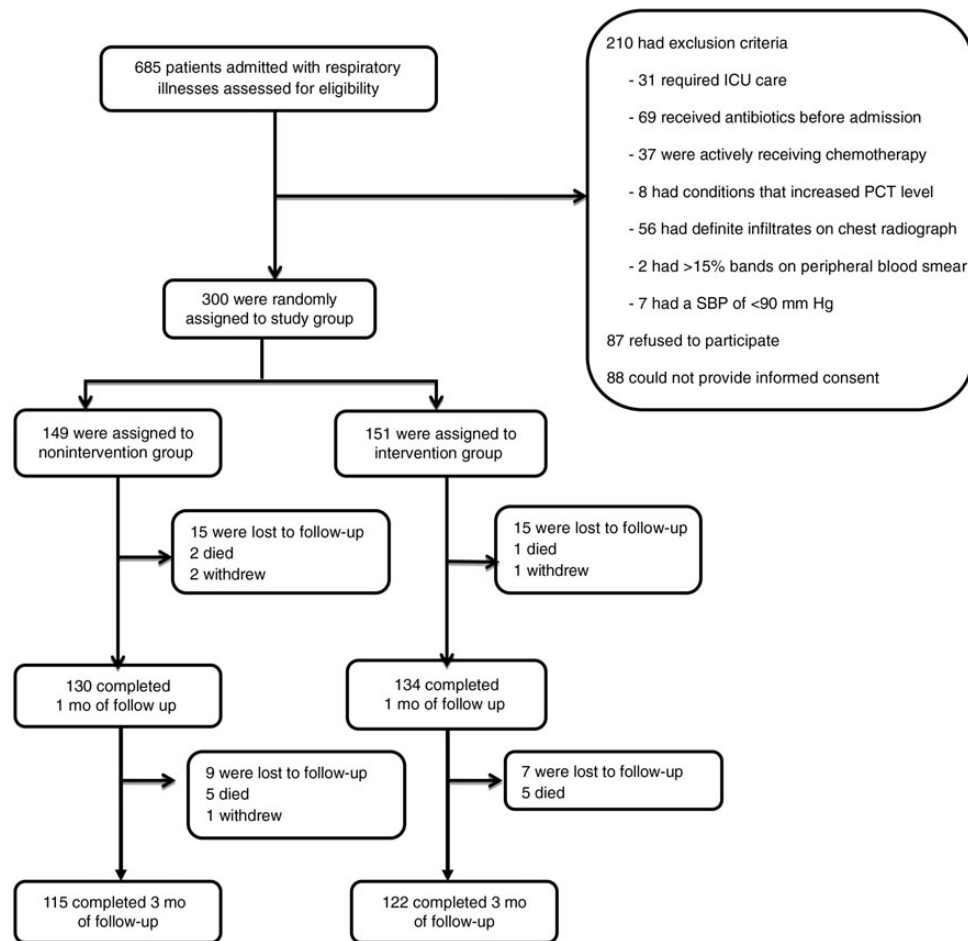 685 patients admitted with respiratory
illnesses assessed for eligibility
210 had exclusion criteria
- 31 required ICU care
- 69 received antibiotics before admission
- 37 were actively receiving chemotherapy
- 8 had conditions that increased PCT level
- 56 had definite infiltrates on chest radiograph
- 2 had >15% bands on peripheral blood smear
- 7 had a SBP of <90 mm Hg
87 refused to participate
88 could not provide informed consent
300 were randomly
assigned to study group
149 were assigned to
nonintervention group
151 were assigned to
intervention group
15 were lost to follow-up
2 died
2 withdrew
15 were lost to follow-up
1 died
1 withdrew
130 completed
1 mo of follow up
134 completed
1 mo of follow up
9 were lost to follow-up
5 died
1 withdrew
7 were lost to follow-up
5 died
115 completed 3 mo
of follow-up
122 completed 3 mo
of follow-up